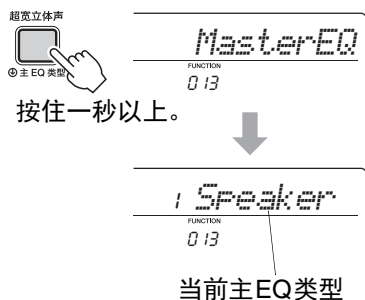 超宽立体声
主 EQ 类型
MasterEQ
FUNCTION
013
按住一秒以上。
1 Speaker
FUNCTION
013
当前主EQ类型